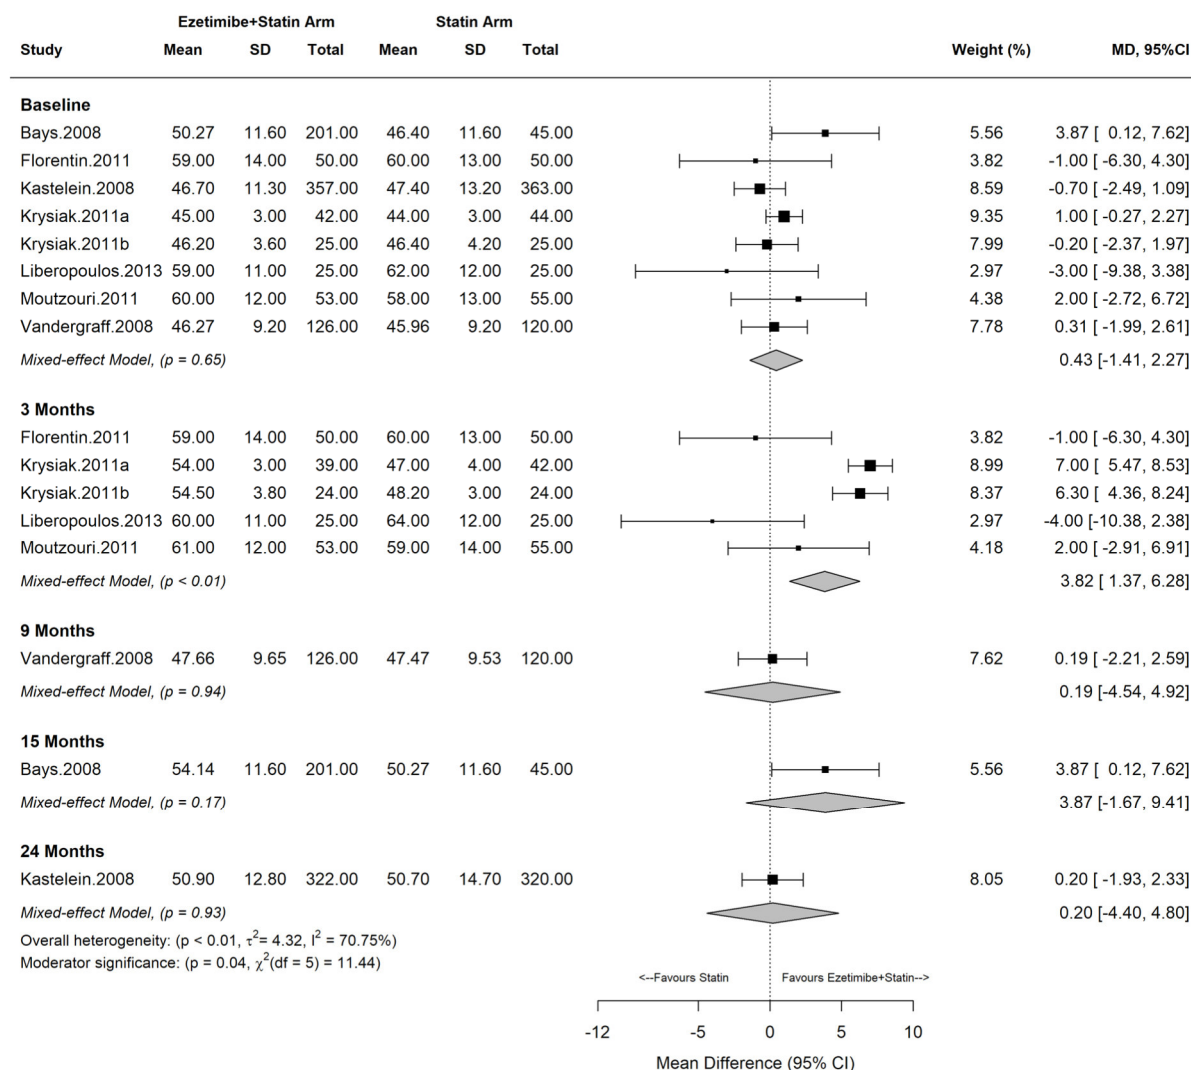 Ezetimibe+Statin Arm Statin Arm
Study Mean SD Total Mean SD Total Weight (%) MD, 95%CI
Baseline
Bays.2008 50.27 11.60 201.00 46.40 11.60 45.00 5.56 3.87 [ 0.12, 7.62]
Florentin.2011 59.00 14.00 50.00 60.00 13.00 50.00 3.82 -1.00 [ -6.30, 4.30]
Kastelein.2008 46.70 11.30 357.00 47.40 13.20 363.00 8.59 -0.70 [ -2.49, 1.09]
Krysiak.2011a 45.00 3.00 42.00 44.00 3.00 44.00 9.35 1.00 [ -0.27, 2.27]
Krysiak.2011b 46.20 3.60 25.00 46.40 4.20 25.00 7.99 -0.20 [ -2.37, 1.97]
Liberopoulos.2013 59.00 11.00 25.00 62.00 12.00 25.00 2.97 -3.00 [ -9.38, 3.38]
Moutzouri.2011 60.00 12.00 53.00 58.00 13.00 55.00 4.38 2.00 [ -2.72, 6.72]
Vandergraff.2008 46.27 9.20 126.00 45.96 9.20 120.00 7.78 0.31 [ -1.99, 2.61]
Mixed-effect Model, (p = 0.65) 0.43 [-1.41, 2.27]
3 Months
Florentin.2011 59.00 14.00 50.00 60.00 13.00 50.00 3.82 -1.00 [ -6.30, 4.30]
Krysiak.2011a 54.00 3.00 39.00 47.00 4.00 42.00 8.99 7.00 [ 5.47, 8.53]
Krysiak.2011b 54.50 3.80 24.00 48.20 3.00 24.00 8.37 6.30 [ 4.36, 8.24]
Liberopoulos.2013 60.00 11.00 25.00 64.00 12.00 25.00 2.97 -4.00 [-10.38, 2.38]
Moutzouri.2011 61.00 12.00 53.00 59.00 14.00 55.00 4.18 2.00 [ -2.91, 6.91]
Mixed-effect Model, (p < 0.01) 3.82 [ 1.37, 6.28]
9 Months
Vandergraff.2008 47.66 9.65 126.00 47.47 9.53 120.00 7.62 0.19 [ -2.21, 2.59]
Mixed-effect Model, (p = 0.94) 0.19 [-4.54, 4.92]
15 Months
Bays.2008 54.14 11.60 201.00 50.27 11.60 45.00 5.56 3.87 [ 0.12, 7.62]
Mixed-effect Model, (p = 0.17) 3.87 [-1.67, 9.41]
24 Months
Kastelein.2008 50.90 12.80 322.00 50.70 14.70 320.00 8.05 0.20 [ -1.93, 2.33]
Mixed-effect Model, (p = 0.93) 0.20 [-4.40, 4.80]
Overall heterogeneity: (p < 0.01, τ²= 4.32, I² = 70.75%)
Moderator significance: (p = 0.04, χ²(df = 5) = 11.44)
<--Favours Statin Favours Ezetimibe+Statin-->
-12 -5 0 5 10
Mean Difference (95% CI)